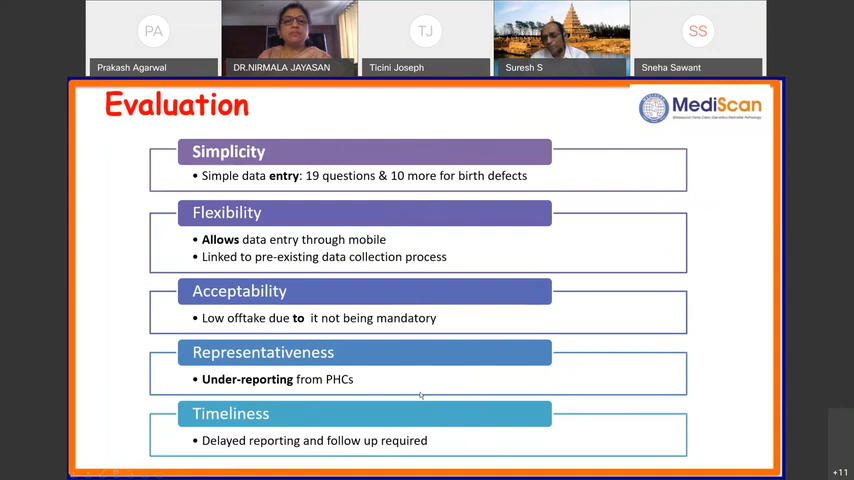 PA
TJ
SS
Prakash Agarwal
DR.NIRMALA JAYASAN
Ticini Joseph
Suresh S
Sneha Sawant
Evaluation
MediScan
Simplicity
• Simple data entry: 19 questions & 10 more for birth defects
Flexibility
• Allows data entry through mobile
• Linked to pre-existing data collection process
Acceptability
• Low offtake due to it not being mandatory
Representativeness
• Under-reporting from PHCs
Timeliness
• Delayed reporting and follow up required
+11